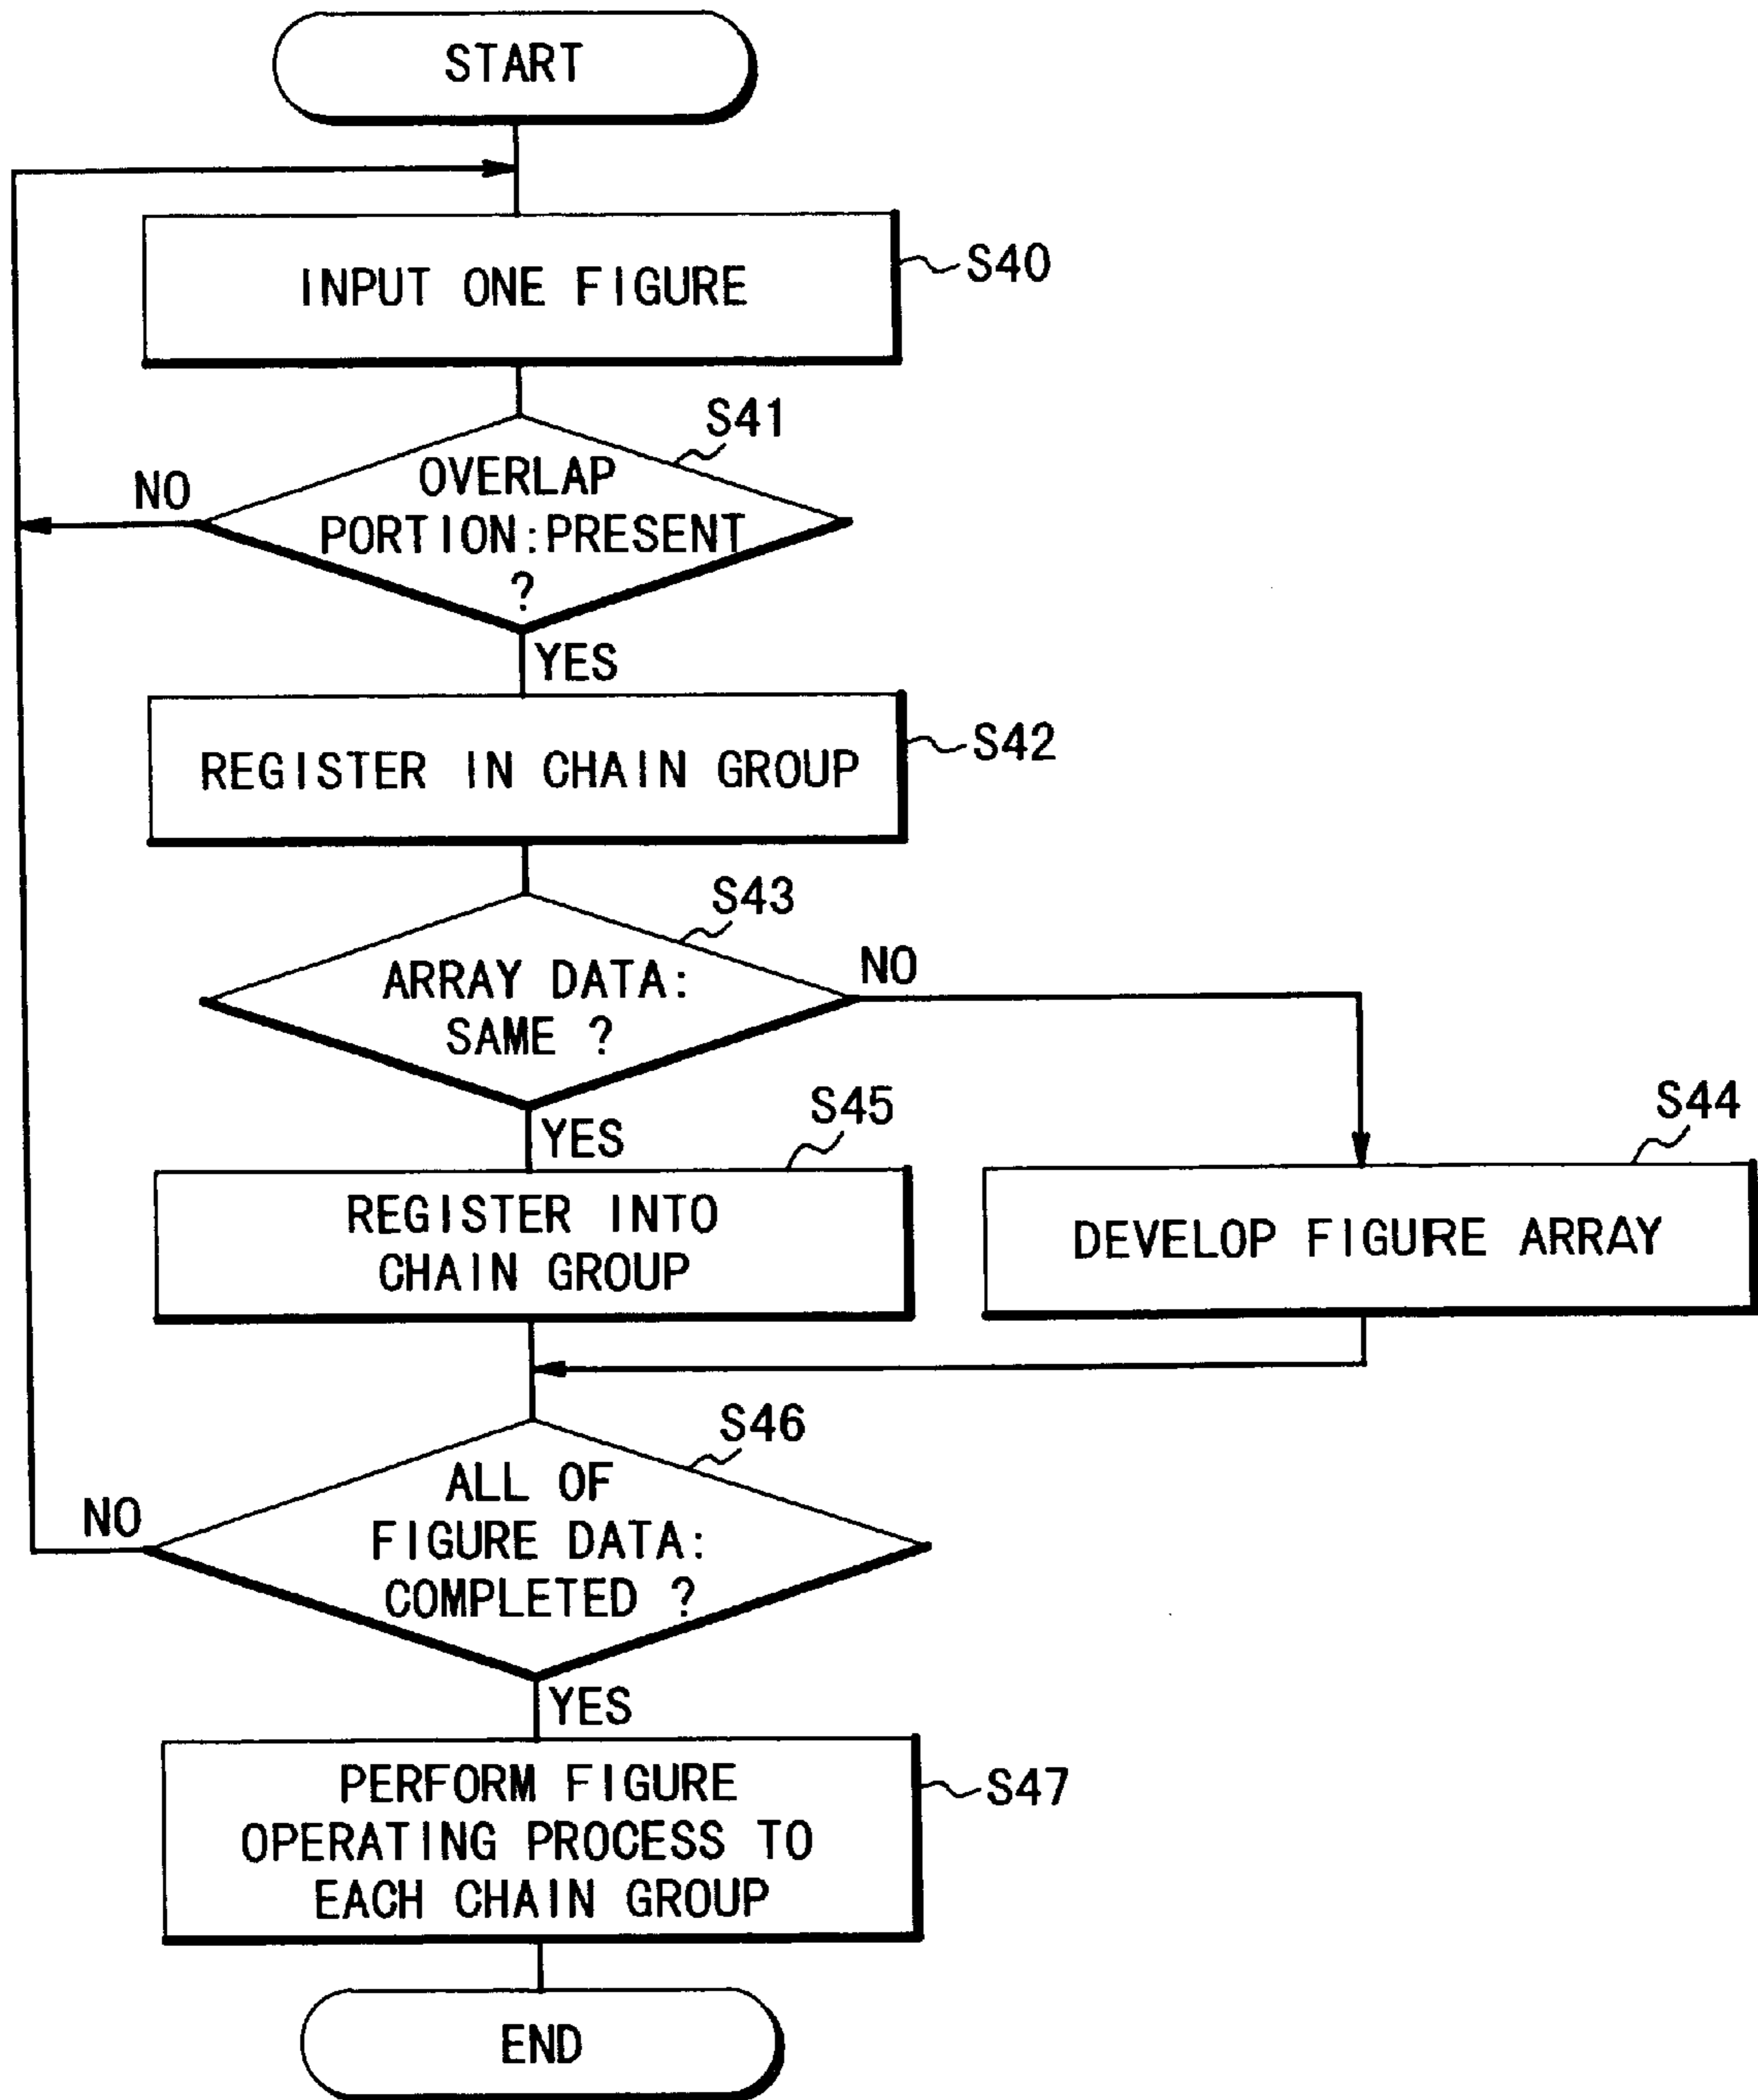 START
INPUT ONE FIGURE
S40
S41
OVERLAP
PORTION:PRESENT
?
NO
YES
REGISTER IN CHAIN GROUP
S42
S43
ARRAY DATA:
SAME ?
NO
YES
S45
REGISTER INTO
CHAIN GROUP
S44
DEVELOP FIGURE ARRAY
S46
ALL OF
FIGURE DATA:
COMPLETED ?
NO
YES
PERFORM FIGURE
OPERATING PROCESS TO
EACH CHAIN GROUP
S47
END